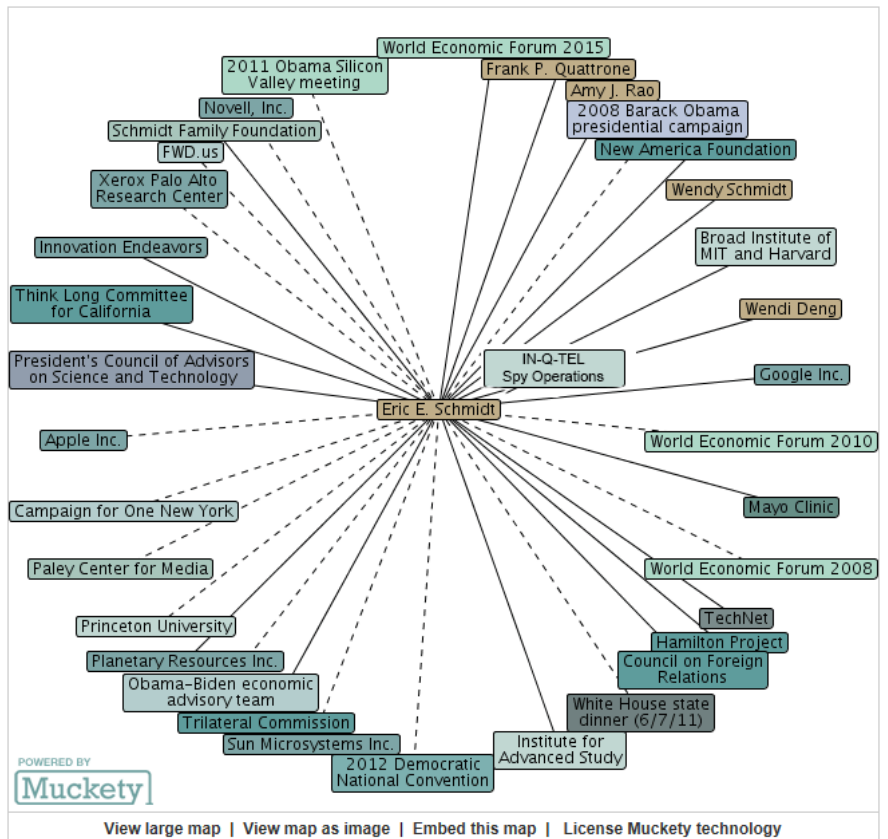 World Economic Forum 2015
2011 Obama Silicon
Valley meeting
Frank P. Quattrone
Amy J. Rao
Novell, Inc.
2008 Barack Obama
presidential campaign
Schmidt Family Foundation
FWD.us
New America Foundation
Xerox Palo Alto
Research Center
Wendy Schmidt
Innovation Endeavors
Broad Institute of
MIT and Harvard
Think Long Committee
for California
Wendi Deng
President's Council of Advisors
on Science and Technology
IN-Q-TEL
Spy Operations
Google Inc.
Eric E. Schmidt
Apple Inc.
World Economic Forum 2010
Campaign for One New York
Mayo Clinic
Paley Center for Media
World Economic Forum 2008
Princeton University
TechNet
Planetary Resources Inc.
Hamilton Project
Obama-Biden economic
advisory team
Council on Foreign
Relations
Trilateral Commission
White House state
dinner (6/7/11)
Sun Microsystems Inc.
Institute for
Advanced Study
2012 Democratic
National Convention
POWERED BY
Muckety
View large map | View map as image | Embed this map | License Muckety technology